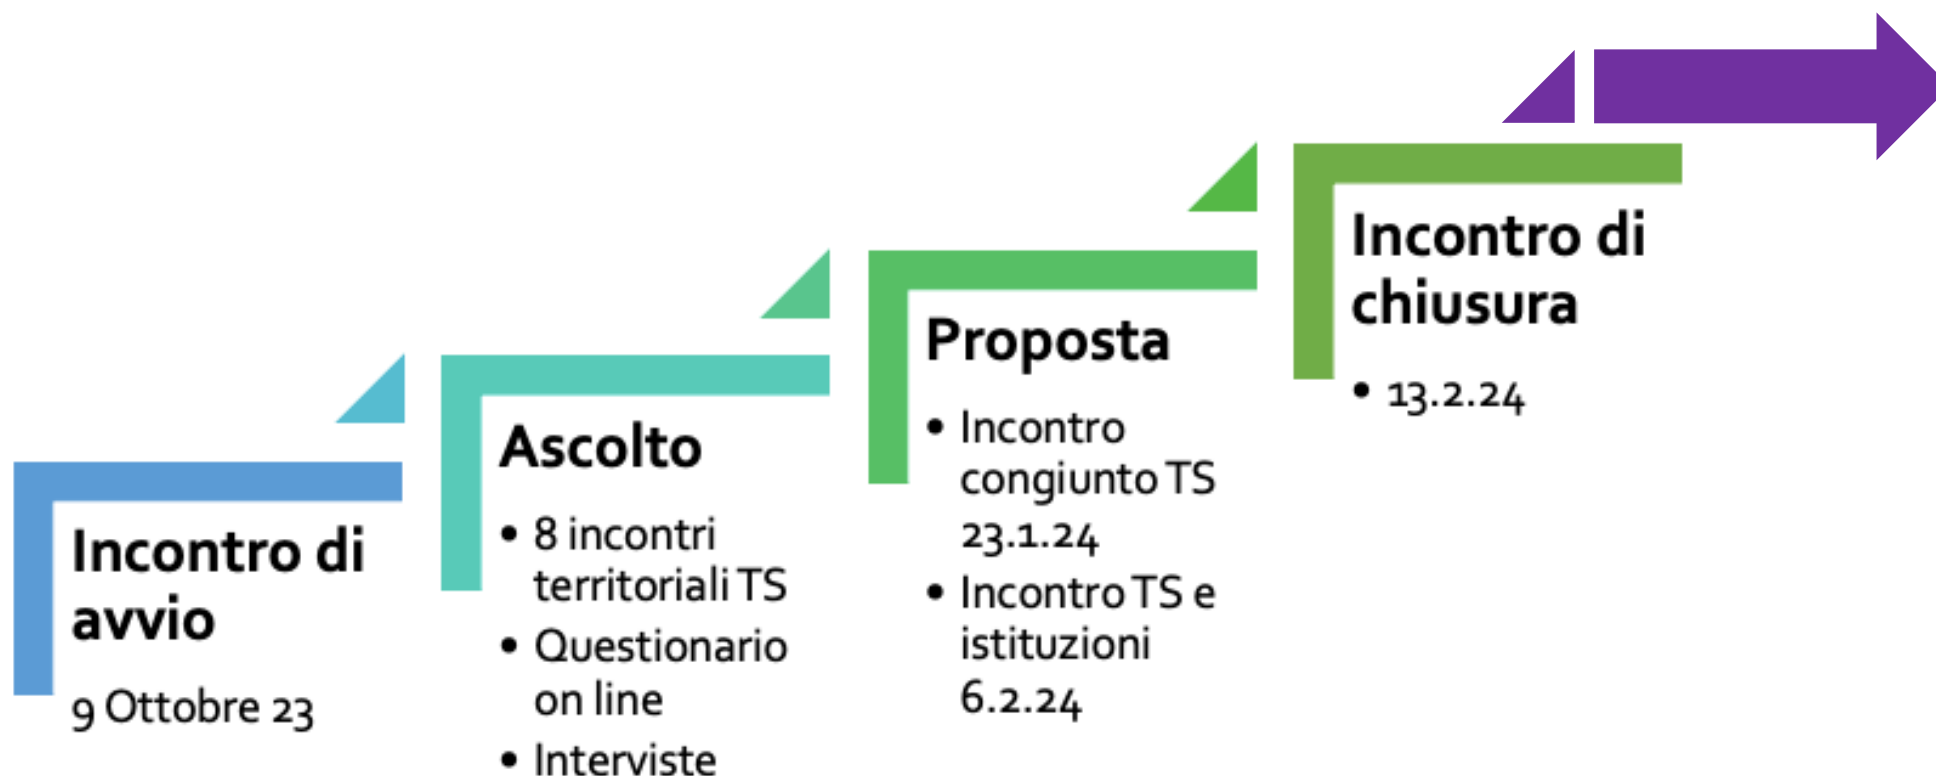 Incontro di
avvio
9 Ottobre 23
Ascolto
• 8 incontri
territoriali TS
• Questionario
on line
• Interviste
Proposta
• Incontro
congiunto TS
23.1.24
• Incontro TS e
istituzioni
6.2.24
Incontro di
chiusura
• 13.2.24